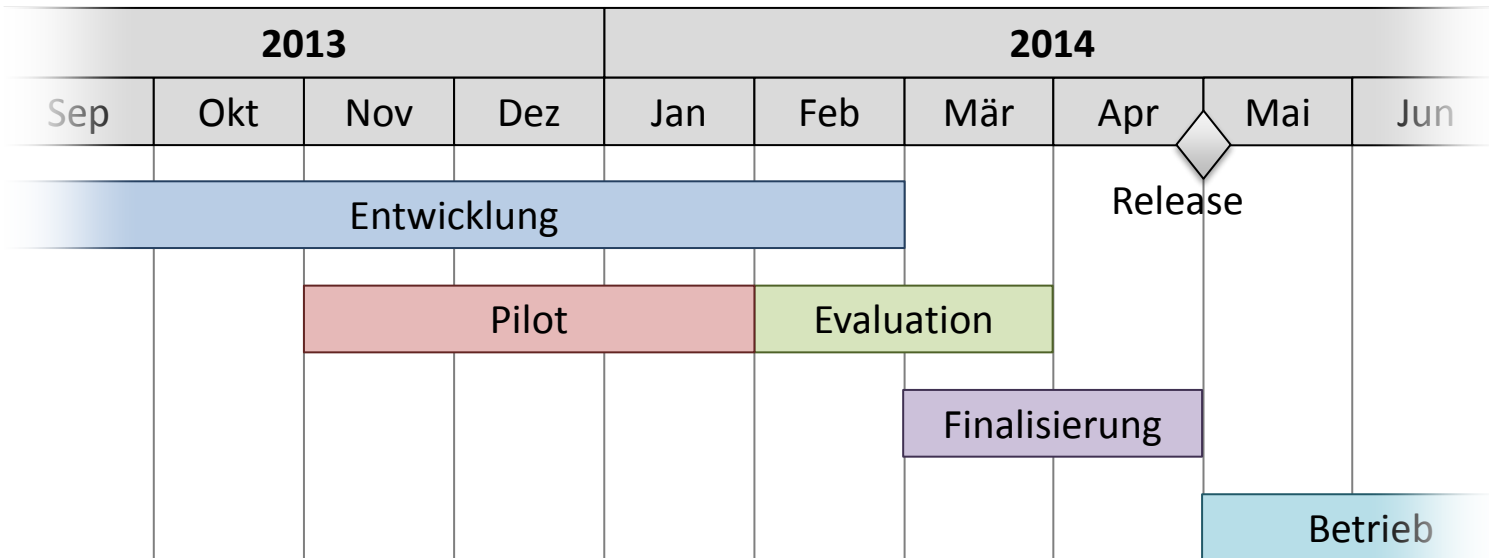 2013 2014
Sep Okt Nov Dez Jan Feb Mär Apr Mai Jun
Release
Entwicklung
Pilot Evaluation
Finalisierung
Betrieb